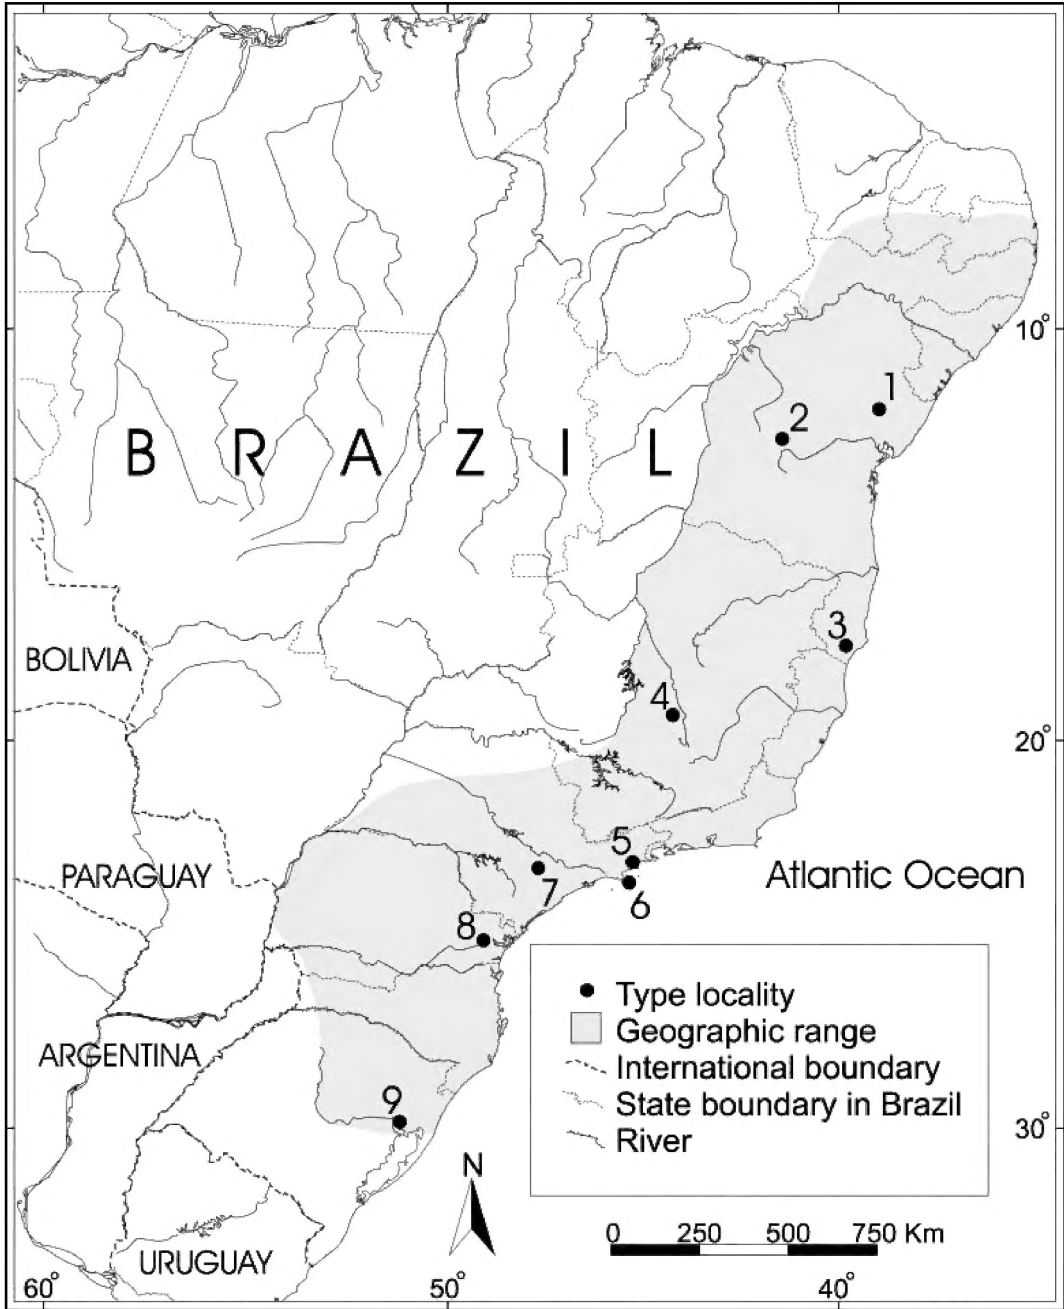 1
10°
2
B R A Z I L
3
BOLIVIA
4
20°
5
PARAGUAY
7
6
Atlantic Ocean
8
Type locality
Geographic range
ARGENTINA
International boundary
9
State boundary in Brazil
30°
River
N
0 250 500 750 Km
URUGUAY
60° 50° 40°